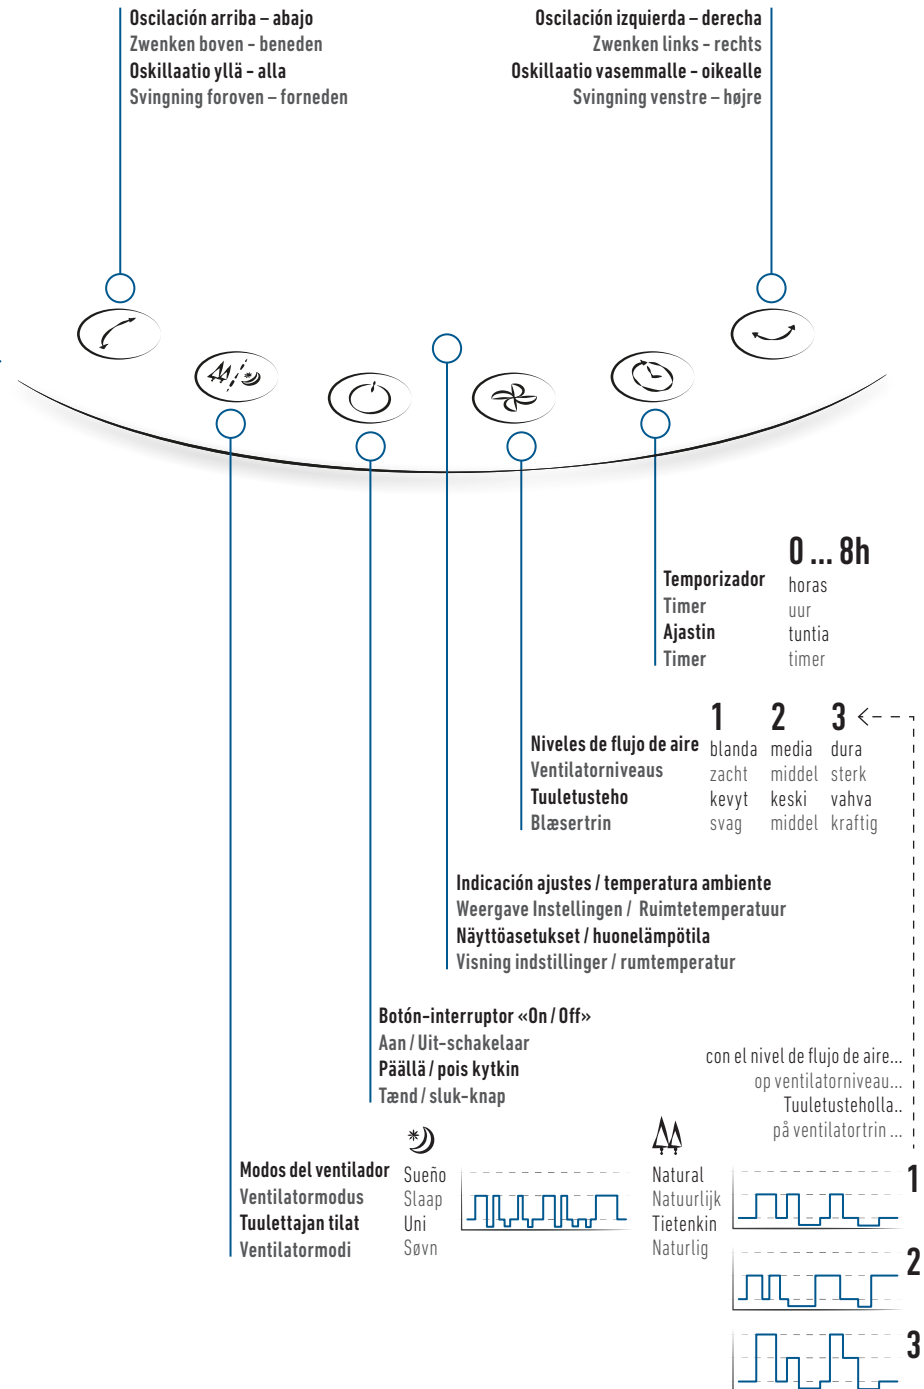 Oscilación arriba – abajo
Zwenken boven - beneden
Oskillaatio yllä - alla
Svingning foroven – forneden
Oscilación izquierda – derecha
Zwenken links - rechts
Oskillaatio vasemmalle - oikealle
Svingning venstre – højre
0 ... 8h
Temporizador horas
Timer uur
Ajastin tuntia
Timer timer
1 2 3
Niveles de flujo de aire blanda media dura
Ventilatorniveaus zacht middel sterk
Tuuletusteho kevyt keski vahva
Blæsertrin svag middel kraftig
Indicación ajustes / temperatura ambiente
Weergave Instellingen / Ruimtetemperatuur
Näyttöasetukset / huonelämpötila
Visning indstillinger / rumtemperatur
Botón-interruptor «On / Off»
Aan / Uit-schakelaar
Päällä / pois kytkin
Tænd / sluk-knap
con el nivel de flujo de aire...
op ventilatorniveau...
Tuuletusteholla..
på ventilatortrin ...
Modos del ventilador Sueño Natural 1
Ventilatormodus Slaap Natuurlijk
Tuulettajan tilat Uni Tietenkin
Ventilatormodi Søvn Naturlig
2
3